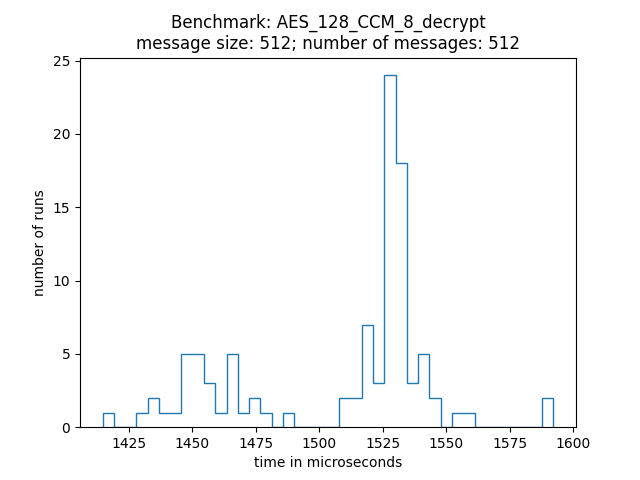 Benchmark: AES_128_CCM_8_decrypt
message size: 512; number of messages: 512
25
20
15
10
5
0
number of runs
1425 1450 1475 1500 1525 1550 1575 1600
time in microseconds